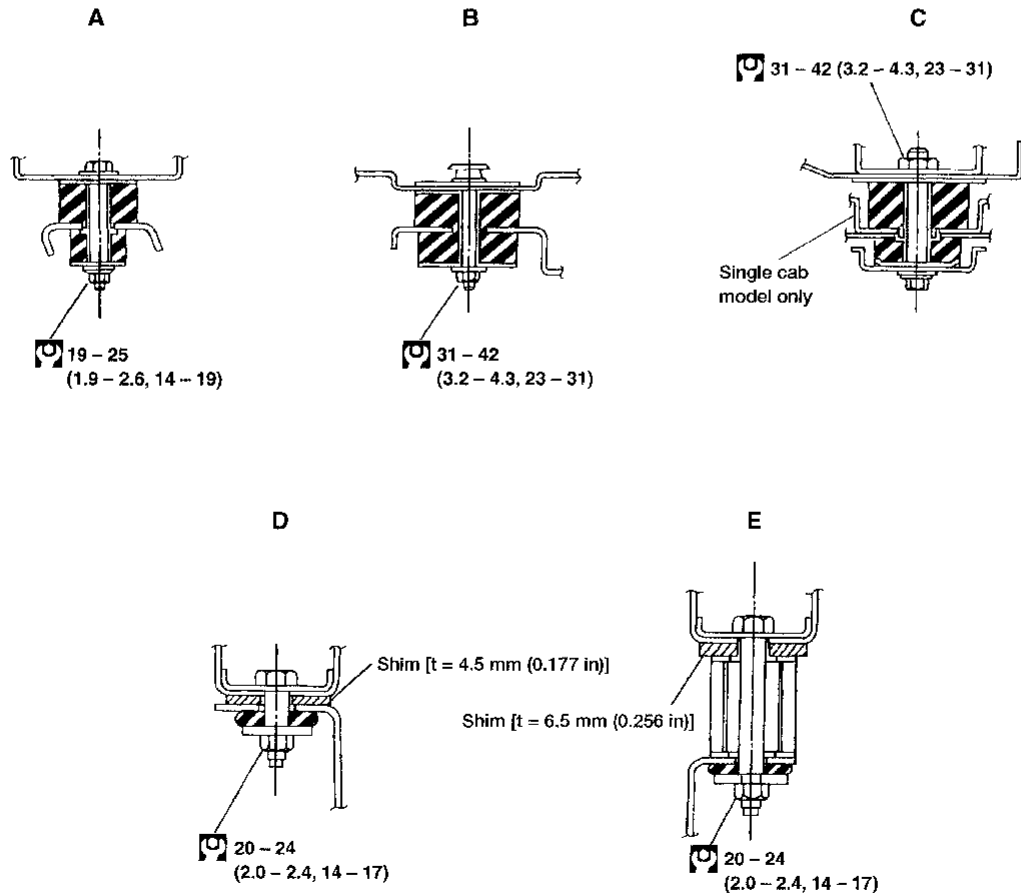 A
B
C
31 – 42 (3.2 – 4.3, 23 – 31)
19 – 25
(1.9 – 2.6, 14 – 19)
31 – 42
(3.2 – 4.3, 23 – 31)
Single cab
model only
D
E
Shim [t = 4.5 mm (0.177 in)]
Shim [t = 6.5 mm (0.256 in)]
20 – 24
(2.0 – 2.4, 14 – 17)
20 – 24
(2.0 – 2.4, 14 – 17)